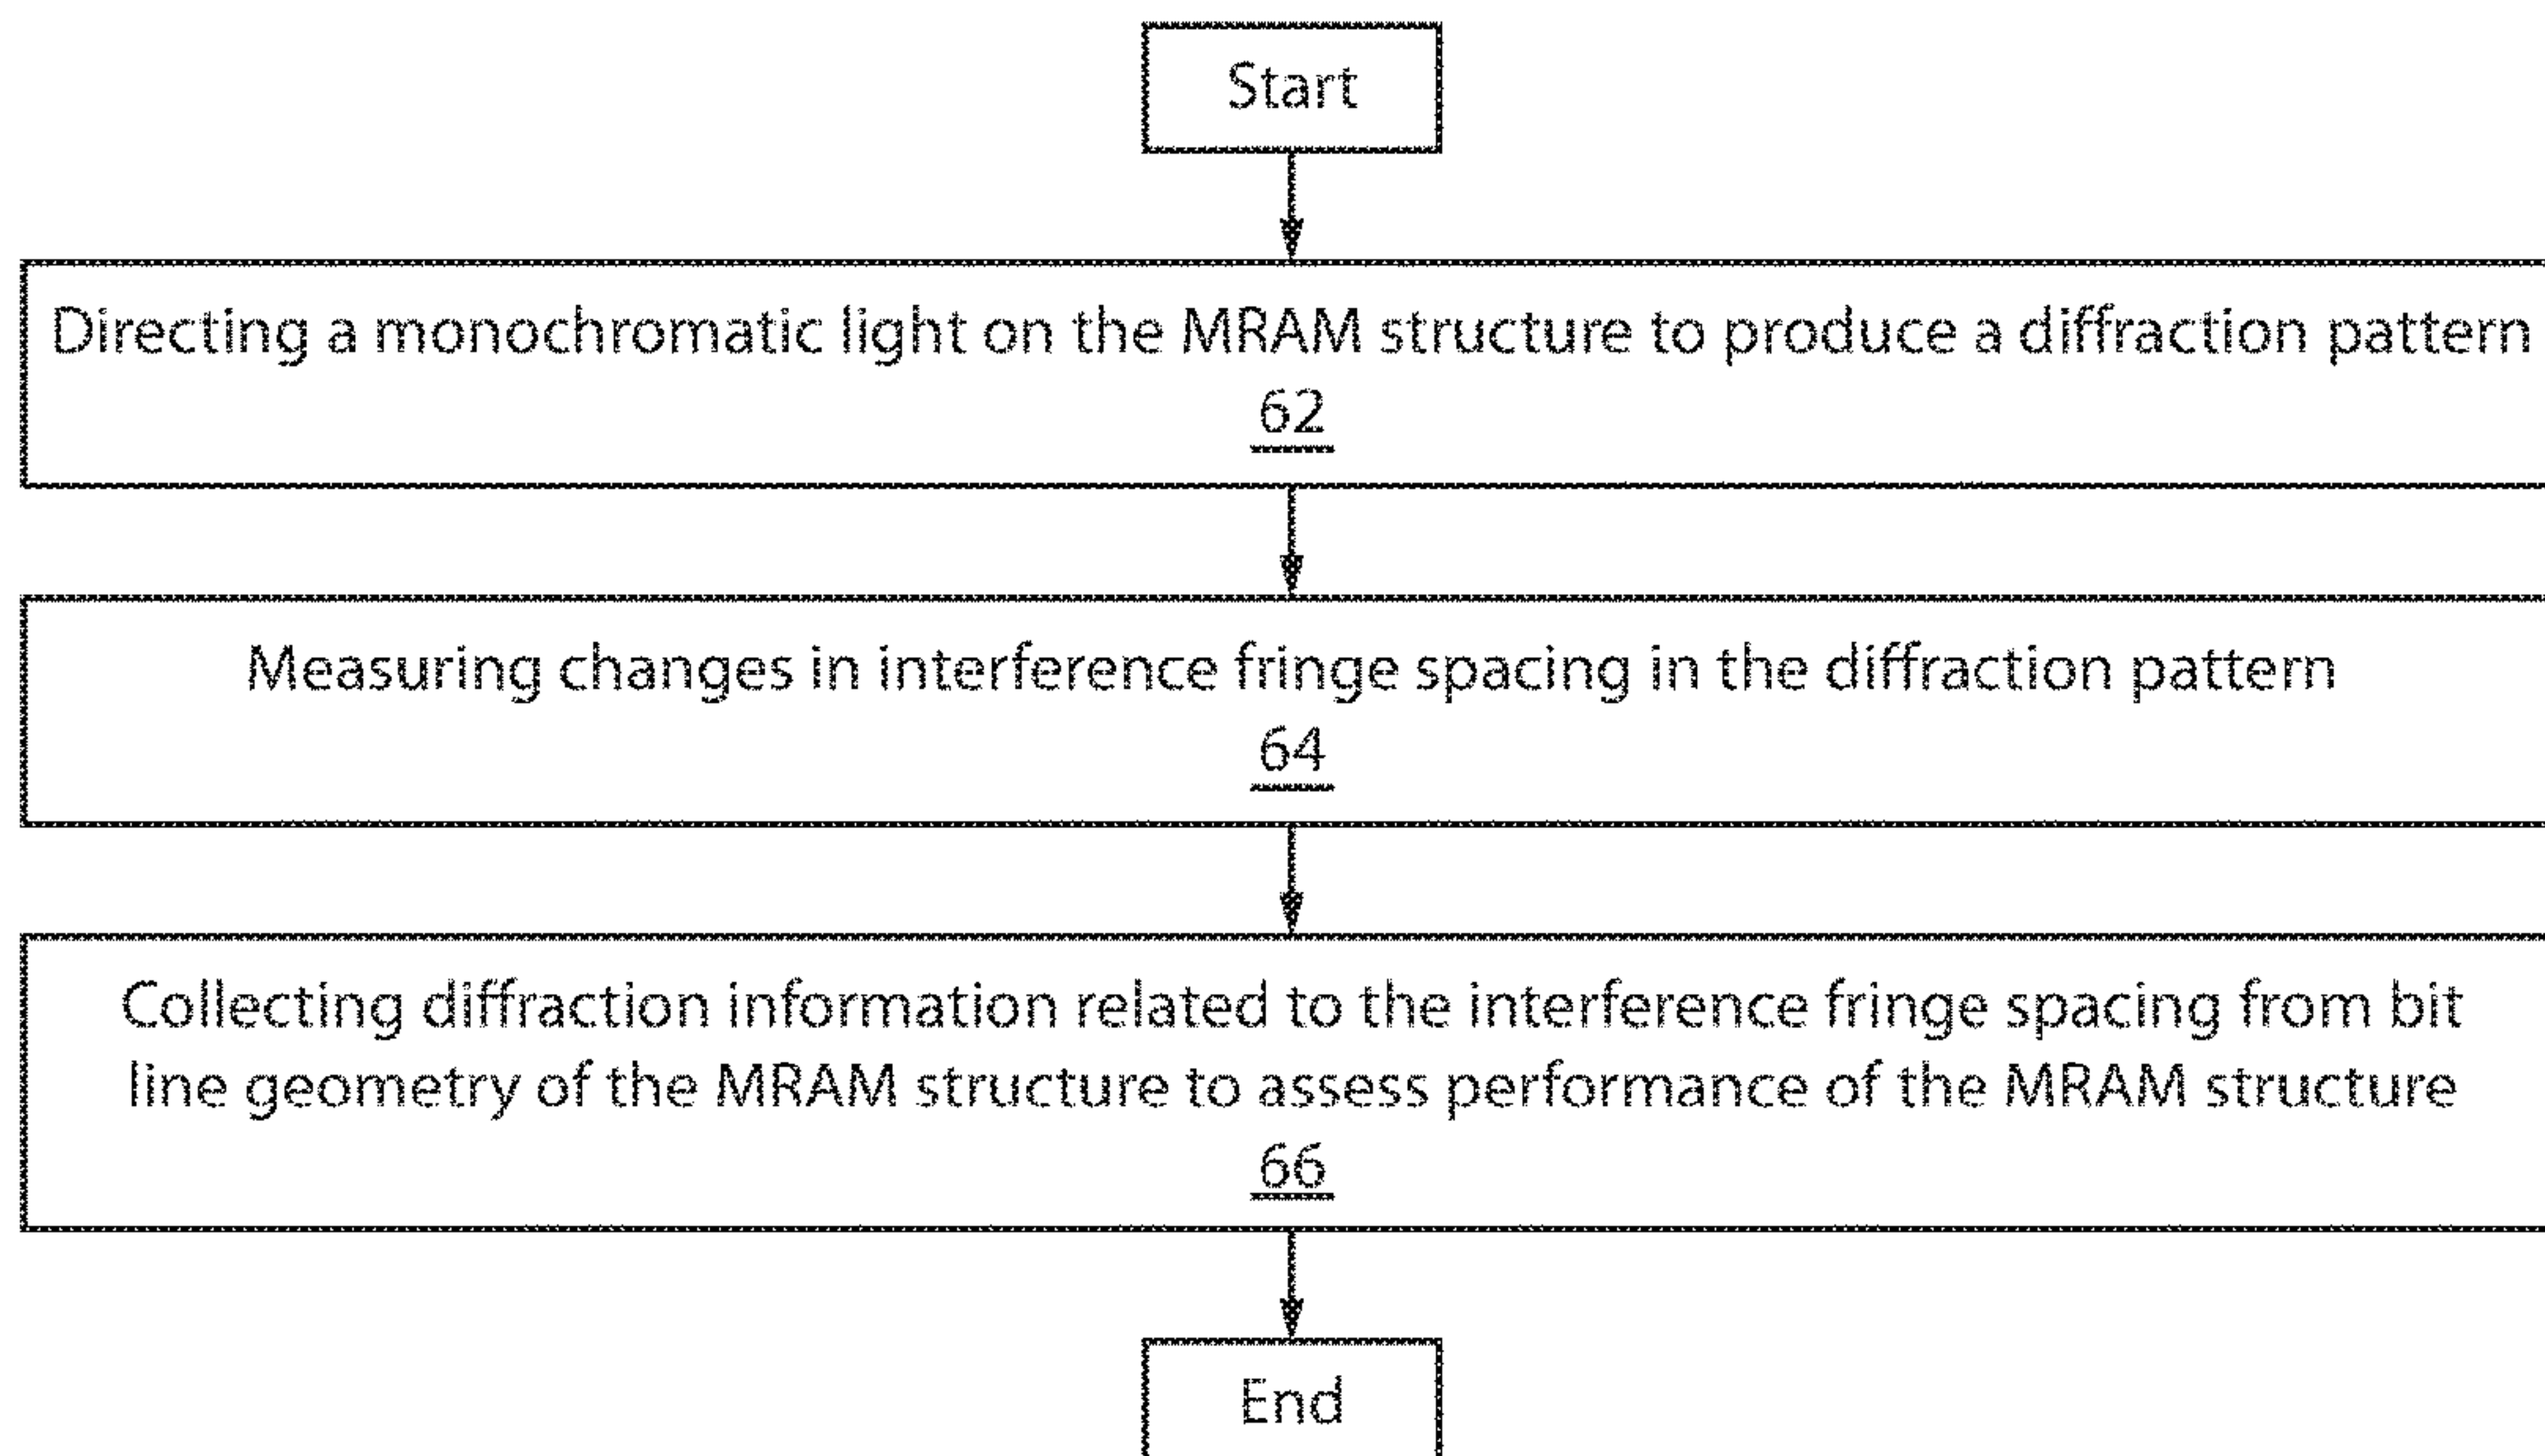 Start
Directing a monochromatic light on the MRAM structure to produce a diffraction pattern
62
Measuring changes in interference fringe spacing in the diffraction pattern
64
Collecting diffraction information related to the interference fringe spacing from bit
line geometry of the MRAM structure to assess performance of the MRAM structure
66
End